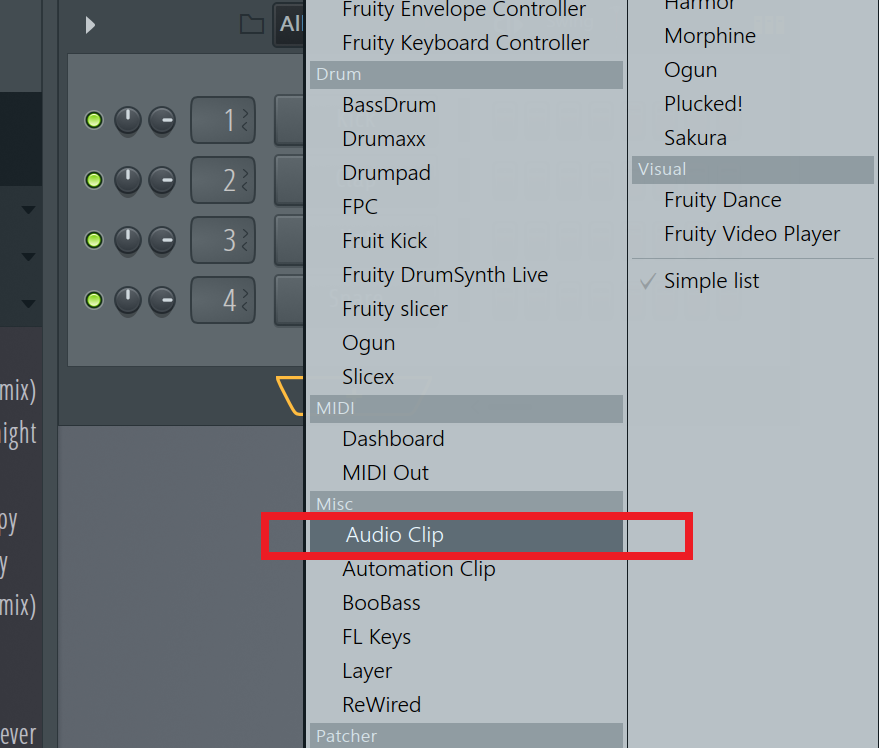 All
1
2
3
4
mix)
ight
py
y
mix)
ever
Fruity Envelope Controller
Fruity Keyboard Controller
Drum
BassDrum
Drumaxx
Drumpad
FPC
Fruit Kick
Fruity DrumSynth Live
Fruity slicer
Ogun
Slicex
MIDI
Dashboard
MIDI Out
Misc
Audio Clip
Automation Clip
BooBass
FL Keys
Layer
ReWired
Patcher
Harmor
Morphine
Ogun
Plucked!
Sakura
Visual
Fruity Dance
Fruity Video Player
Simple list